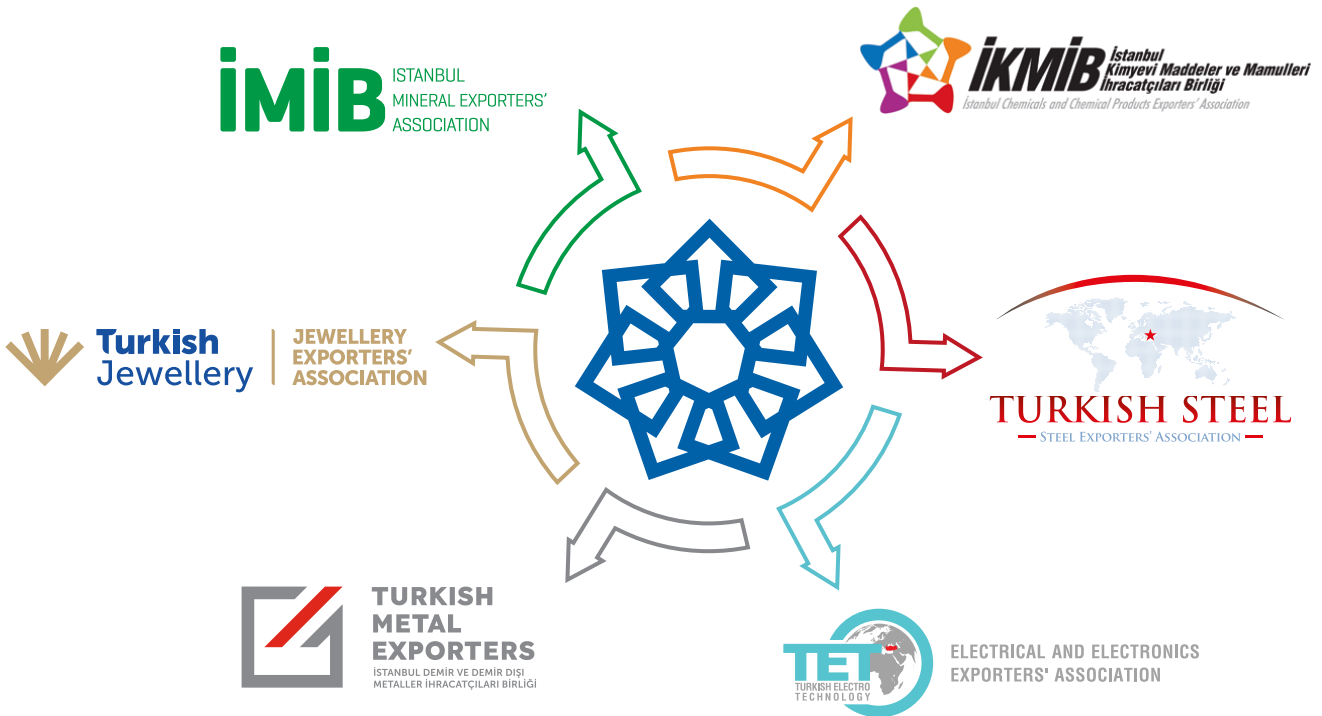 İMİB
ISTANBUL
MINERAL EXPORTERS'
ASSOCIATION
İKMİB
İstanbul
Kimyevi Maddeler ve Mamulleri
İhracatçıları Birliği
İstanbul Chemicals and Chemical Products Exporters' Association
Turkish
Jewellery
JEWELLERY
EXPORTERS'
ASSOCIATION
TURKISH STEEL
STEEL EXPORTERS' ASSOCIATION
TURKISH
METAL
EXPORTERS
İSTANBUL DEMİR VE DEMİR DIŞI
METALLER İHRACATÇILARI BİRLİĞİ
TET
TURKISH ELECTRO
TECHNOLOGY
ELECTRICAL AND ELECTRONICS
EXPORTERS' ASSOCIATION